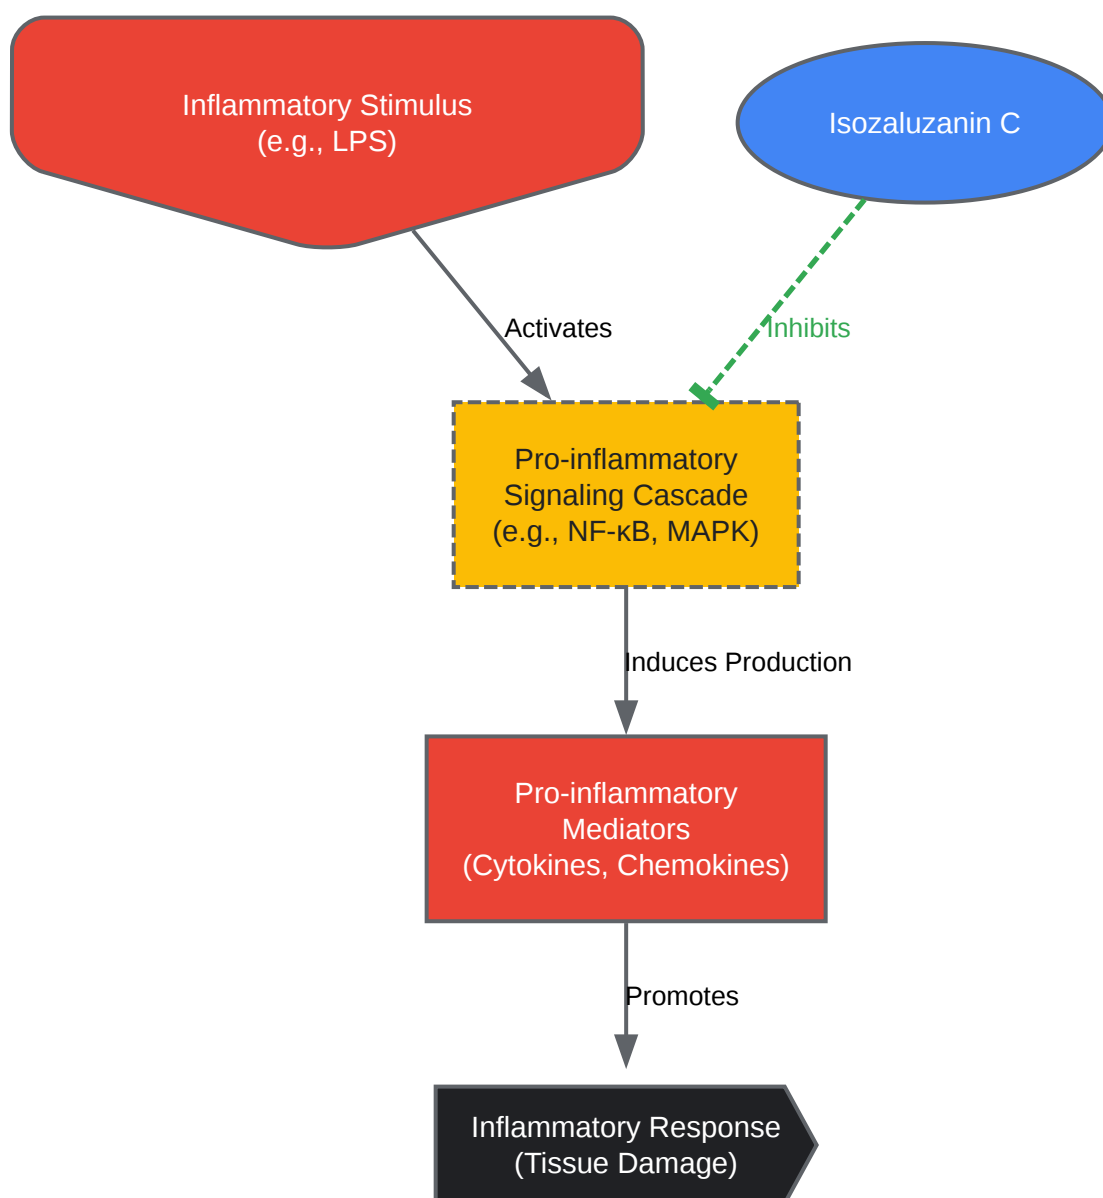 Inflammatory Stimulus
(e.g., LPS)
Isozaluzanin C
Activates
Inhibits
Pro-inflammatory
Signaling Cascade
(e.g., NF-κB, MAPK)
Induces Production
Pro-inflammatory
Mediators
(Cytokines, Chemokines)
Promotes
Inflammatory Response
(Tissue Damage)